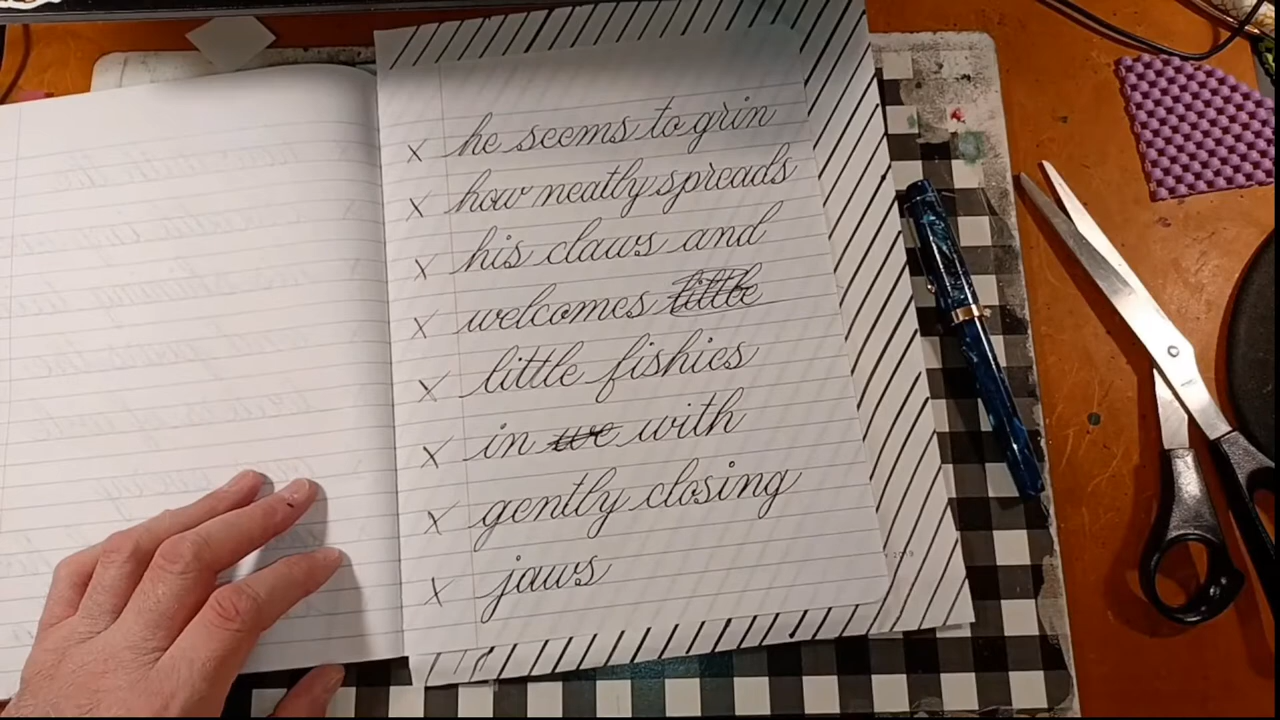 x he seems to grin
x how neatly spreads
x his claws and
x welcomes little
x little fishies
x in we with
x gently closing
x jaws
2019